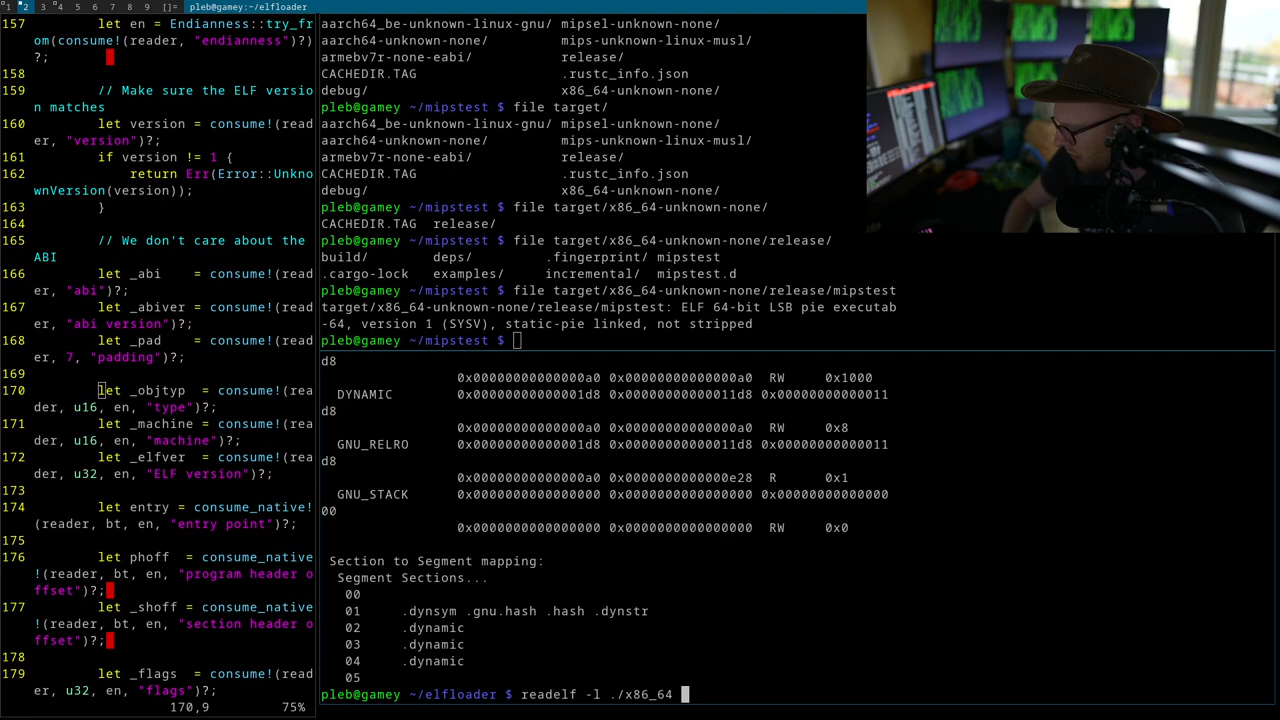 1 2 3 4 5 6 7 8 9 []= pleb@gamey:~/elfloader
157 let en = Endianness::try_fr
om(consume!(reader, "endianness")?)
?;
158
159 // Make sure the ELF versio
n matches
160 let version = consume!(read
er, "version")?;
161 if version != 1 {
162 return Err(Error::Unkno
wnVersion(version));
163 }
164
165 // We don't care about the
ABI
166 let _abi = consume!(read
er, "abi")?;
167 let _abiver = consume!(read
er, "abi version")?;
168 let _pad = consume!(read
er, 7, "padding")?;
169
170 let _objtyp = consume!(rea
der, u16, en, "type")?;
171 let _machine = consume!(rea
der, u16, en, "machine")?;
172 let _elfver = consume!(rea
der, u32, en, "ELF version")?;
173
174 let entry = consume_native!
(reader, bt, en, "entry point")?;
175
176 let phoff = consume_native
!(reader, bt, en, "program header o
ffset")?;
177 let _shoff = consume_native
!(reader, bt, en, "section header o
ffset")?;
178
179 let _flags = consume!(read
er, u32, en, "flags")?;
170,9 75%
aarch64_be-unknown-linux-gnu/ mipsel-unknown-none/
aarch64-unknown-none/ mips-unknown-linux-musl/
armebv7r-none-eabi/ release/
CACHEDIR.TAG .rustc_info.json
debug/ x86_64-unknown-none/
pleb@gamey ~/mipstest $ file target/
aarch64_be-unknown-linux-gnu/ mipsel-unknown-none/
aarch64-unknown-none/ mips-unknown-linux-musl/
armebv7r-none-eabi/ release/
CACHEDIR.TAG .rustc_info.json
debug/ x86_64-unknown-none/
pleb@gamey ~/mipstest $ file target/x86_64-unknown-none/
CACHEDIR.TAG release/
pleb@gamey ~/mipstest $ file target/x86_64-unknown-none/release/
build/ deps/ .fingerprint/ mipstest
.cargo-lock examples/ incremental/ mipstest.d
pleb@gamey ~/mipstest $ file target/x86_64-unknown-none/release/mipstest
target/x86_64-unknown-none/release/mipstest: ELF 64-bit LSB pie executab
-64, version 1 (SYSV), static-pie linked, not stripped
pleb@gamey ~/mipstest $
d8
0x00000000000000a0 0x00000000000000a0 RW 0x1000
DYNAMIC 0x00000000000001d8 0x00000000000011d8 0x00000000000011
d8
0x00000000000000a0 0x00000000000000a0 RW 0x8
GNU_RELRO 0x00000000000001d8 0x00000000000011d8 0x00000000000011
d8
0x00000000000000a0 0x0000000000000e28 R 0x1
GNU_STACK 0x0000000000000000 0x0000000000000000 0x00000000000000
00
0x0000000000000000 0x0000000000000000 RW 0x0
Section to Segment mapping:
Segment Sections...
00
01 .dynsym .gnu.hash .hash .dynstr
02 .dynamic
03 .dynamic
04 .dynamic
05
pleb@gamey ~/elfloader $ readelf -l ./x86_64